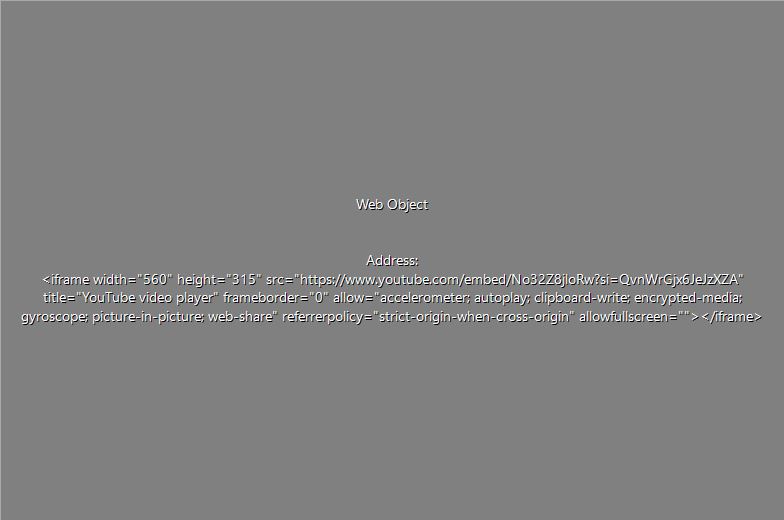 Web Object
Address:
<iframe width="560" height="315" src="https://www.youtube.com/embed/No32Z8jloRw?si=QvnWrGjx6JeJzXZA"
title="YouTube video player" frameborder="0" allow="accelerometer; autoplay; clipboard-write; encrypted-media;
gyroscope; picture-in-picture; web-share" referrerpolicy="strict-origin-when-cross-origin" allowfullscreen=""></iframe>